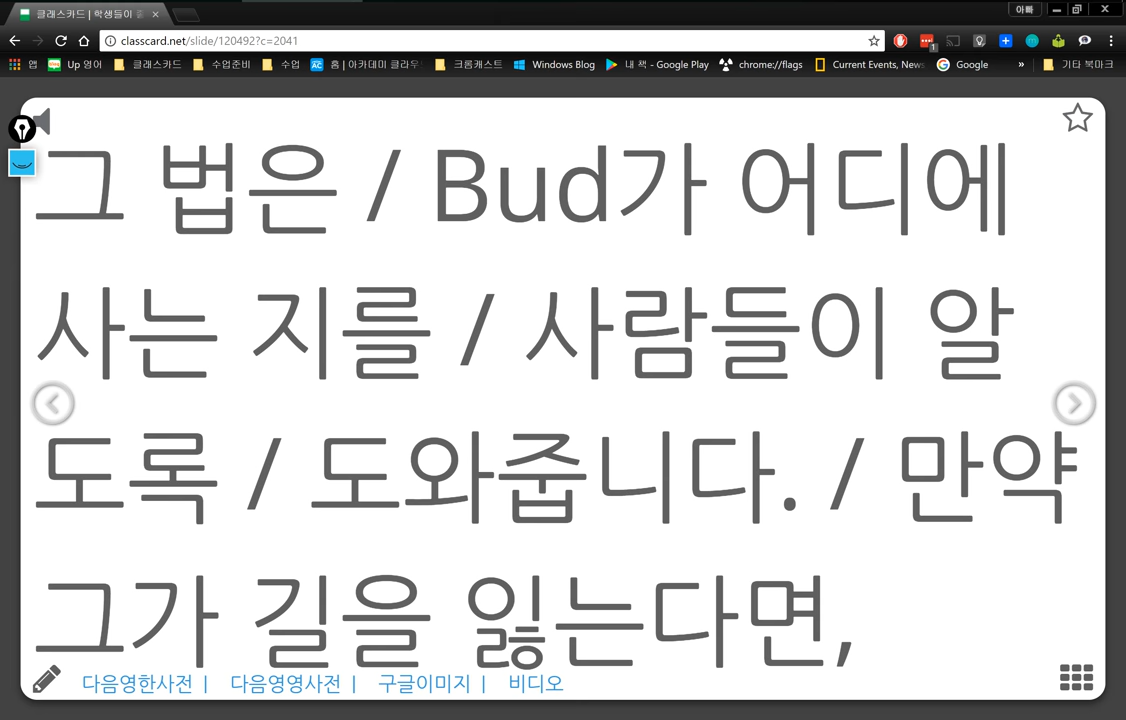 클래스카드 | 학생들이
아빠
classcard.net/slide/120492?c=2041
1
앱 Up 영어 클래스카드 수업준비 수업 홈 | 아카데미 클라우 크롬캐스트 Windows Blog 내 책 - Google Play chrome://flags Current Events, News Google » 기타 북마크
그 법은 / Bud가 어디에
사는 지를 / 사람들이 알
도록 / 도와줍니다. / 만약
그가 길을 잃는다면,
다음영한사전 | 다음영영사전 | 구글이미지 | 비디오